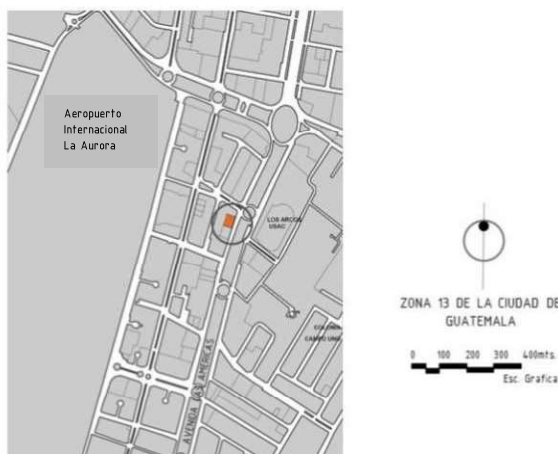 Aeropuerto
Internacional
La Aurora
LOS ARCOS
USAC
COLONIA
AVENIDA LAS AMERICAS
ZONA 13 DE LA CIUDAD DE
GUATEMALA
0 100 200 300 400mts.
Esc. Grafica